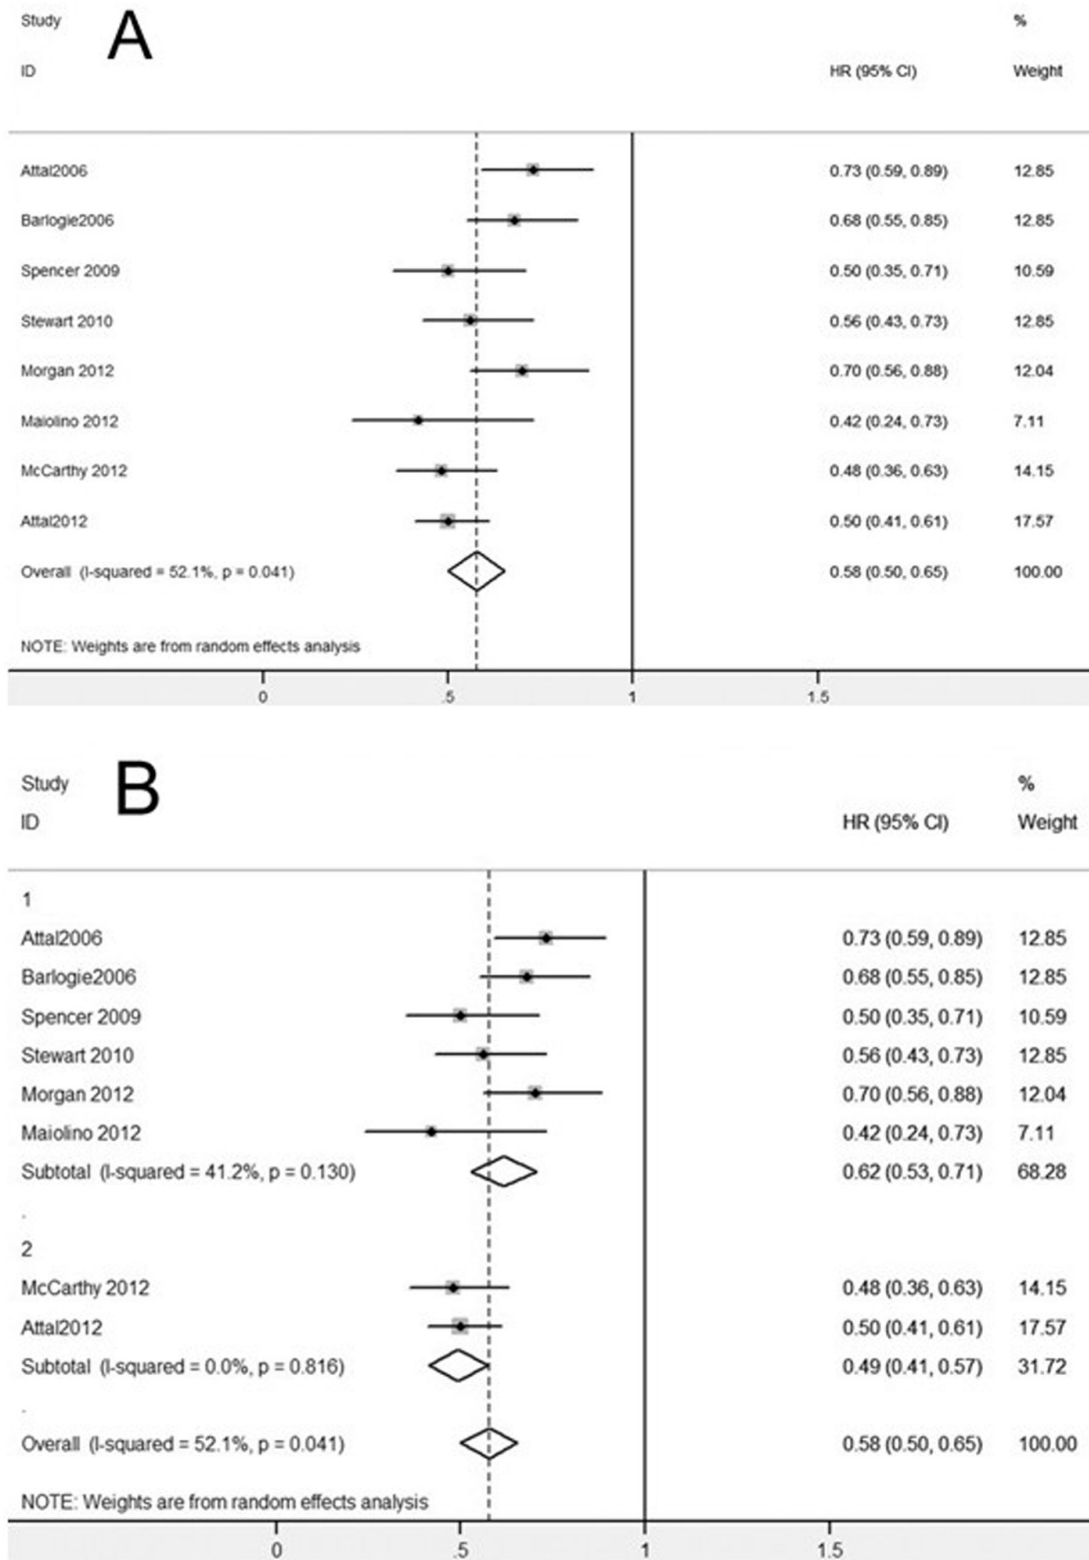 Study A %
ID HR (95% CI) Weight
Attal2006 0.73 (0.59, 0.89) 12.85
Barlogie2006 0.68 (0.55, 0.85) 12.85
Spencer 2009 0.50 (0.35, 0.71) 10.59
Stewart 2010 0.56 (0.43, 0.73) 12.85
Morgan 2012 0.70 (0.56, 0.88) 12.04
Maiolino 2012 0.42 (0.24, 0.73) 7.11
McCarthy 2012 0.48 (0.36, 0.63) 14.15
Attal2012 0.50 (0.41, 0.61) 17.57
Overall (I-squared = 52.1%, p = 0.041) 0.58 (0.50, 0.65) 100.00
NOTE: Weights are from random effects analysis
0 .5 1 1.5
Study B %
ID HR (95% CI) Weight
1
Attal2006 0.73 (0.59, 0.89) 12.85
Barlogie2006 0.68 (0.55, 0.85) 12.85
Spencer 2009 0.50 (0.35, 0.71) 10.59
Stewart 2010 0.56 (0.43, 0.73) 12.85
Morgan 2012 0.70 (0.56, 0.88) 12.04
Maiolino 2012 0.42 (0.24, 0.73) 7.11
Subtotal (I-squared = 41.2%, p = 0.130) 0.62 (0.53, 0.71) 68.28
.
2
McCarthy 2012 0.48 (0.36, 0.63) 14.15
Attal2012 0.50 (0.41, 0.61) 17.57
Subtotal (I-squared = 0.0%, p = 0.816) 0.49 (0.41, 0.57) 31.72
.
Overall (I-squared = 52.1%, p = 0.041) 0.58 (0.50, 0.65) 100.00
NOTE: Weights are from random effects analysis
0 .5 1 1.5